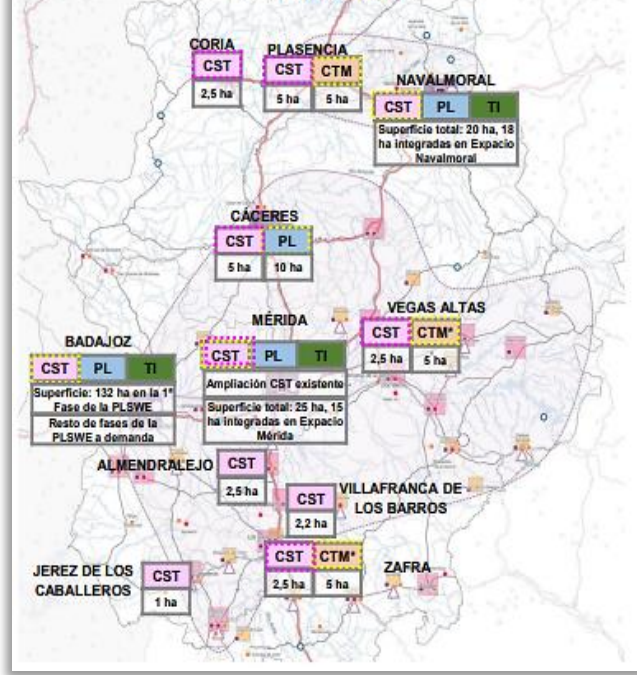 CORIA
CST
2,5 ha
PLASENCIA
CST CTM
5 ha 5 ha
NAVALMORAL
CST PL TI
Superficie total: 20 ha, 18
ha integradas en Expacio
Navalmoral
CÁCERES
CST PL
5 ha 10 ha
VEGAS ALTAS
CST CTM*
2,5 ha 5 ha
MÉRIDA
CST PL TI
Ampliación CST existente
Superficie total: 25 ha, 15
ha integradas en Expacio
Mérida
BADAJOZ
CST PL TI
Superficie: 132 ha en la 1ª
Fase de la PLSWE
Resto de fases de la
PLSWE a demanda
ALMENDRALEJO
CST
2,5 ha
CST
2,2 ha
VILLAFRANCA DE
LOS BARROS
CST CTM*
2,5 ha 5 ha
ZAFRA
JEREZ DE LOS
CABALLEROS
CST
1 ha